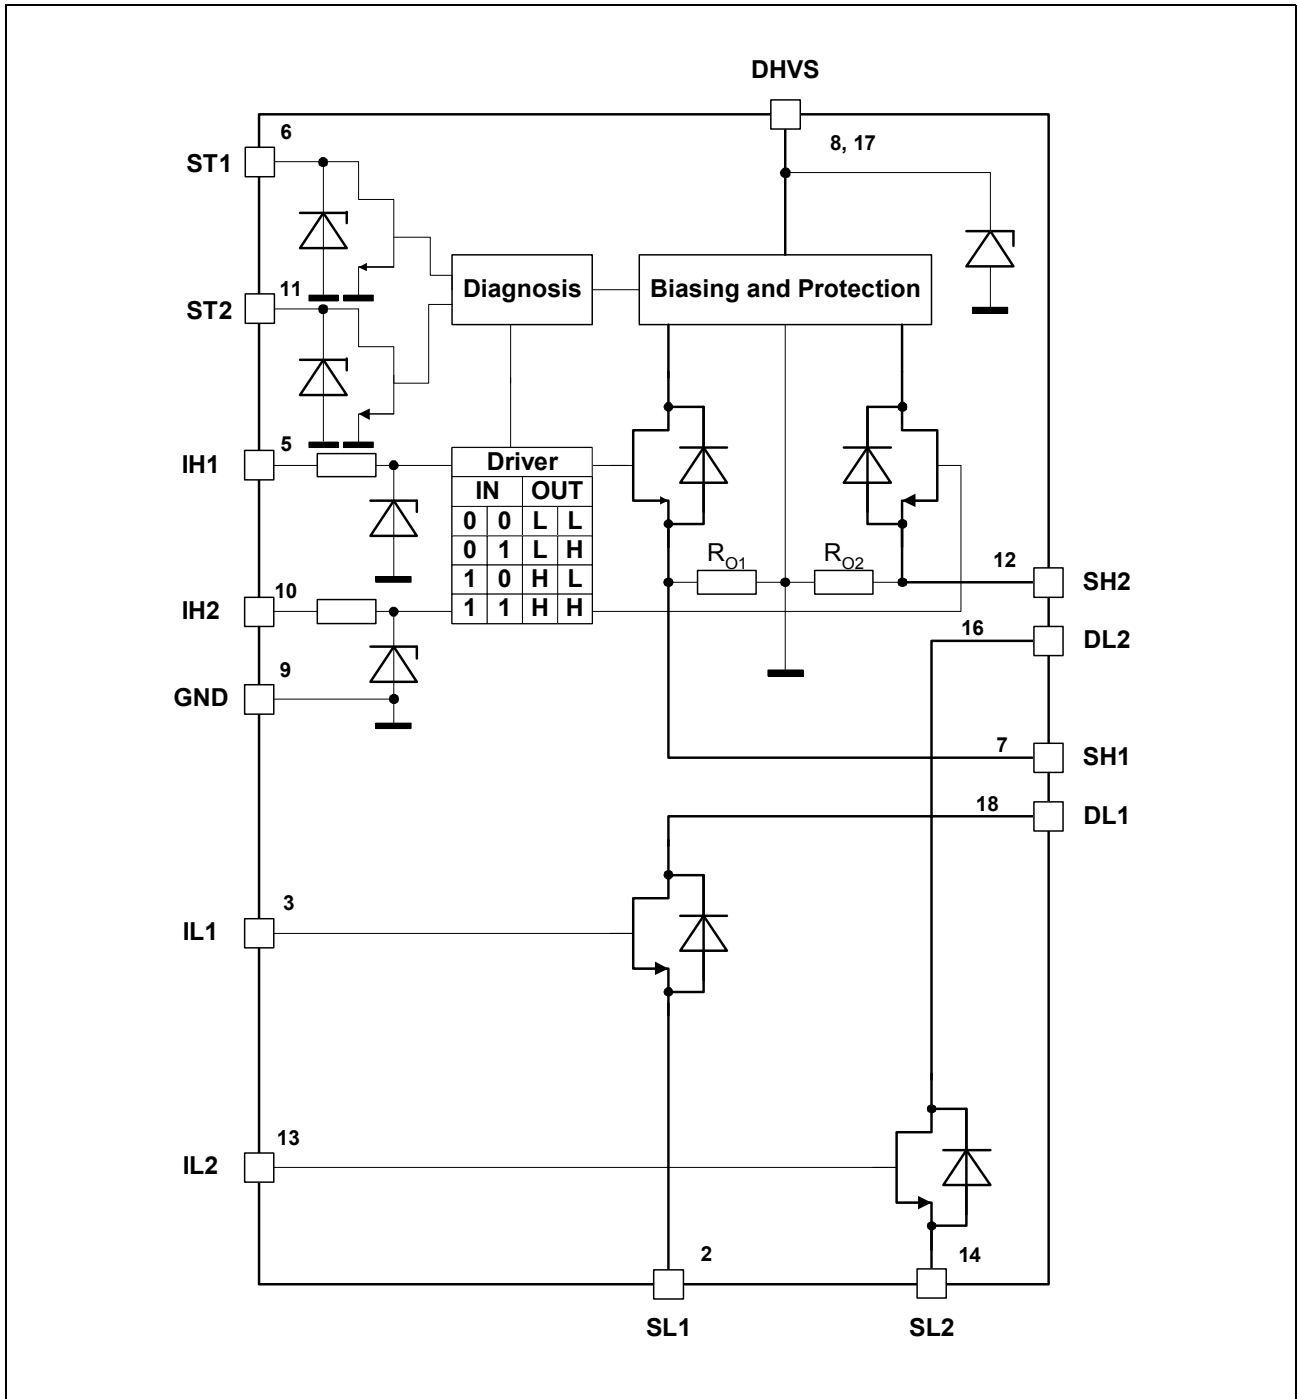 DHVS
8, 17
6
ST1
11
ST2
Diagnosis
Biasing and Protection
5
IH1
Driver
IN OUT
0 0 L L
0 1 L H
1 0 H L
1 1 H H
RO1
RO2
12
SH2
10
IH2
16
DL2
9
GND
7
SH1
18
DL1
3
IL1
13
IL2
2
14
SL1
SL2